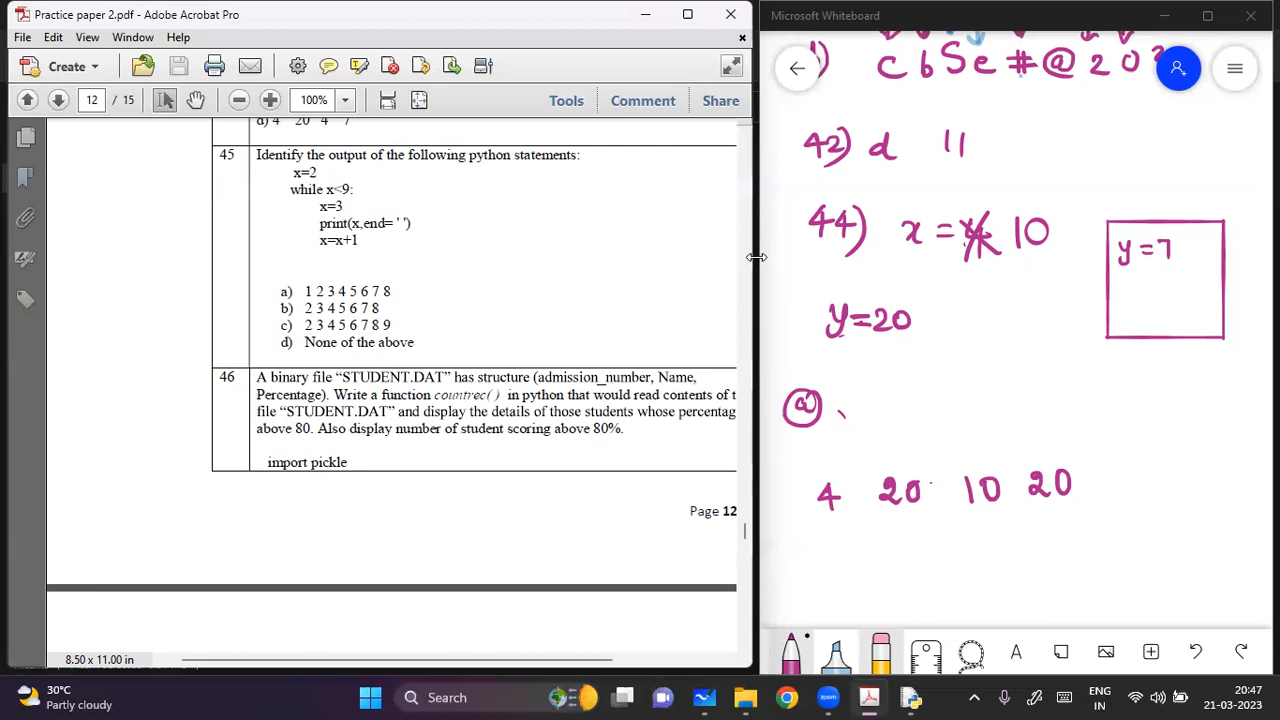 Practice paper 2.pdf - Adobe Acrobat Pro
File Edit View Window Help
Create
12 / 15 100% Tools Comment Share
d) 4 20 4 7
45 Identify the output of the following python statements:
x=2
while x<9:
x=3
print(x,end= ' ')
x=x+1
a) 1 2 3 4 5 6 7 8
b) 2 3 4 5 6 7 8
c) 2 3 4 5 6 7 8 9
d) None of the above
46 A binary file “STUDENT.DAT” has structure (admission_number, Name,
Percentage). Write a function countrec() in python that would read contents of t
file “STUDENT.DAT” and display the details of those students whose percentag
above 80. Also display number of student scoring above 80%.
import pickle
Page 12
8.50 x 11.00 in
Microsoft Whiteboard
c b S e # @ 2 0
42) d 11
44) x = 10
y = 7
y=20
a
4 20 10 20
A
30°C
Partly cloudy
Search
zoom
ENG
IN
20:47
21-03-2023